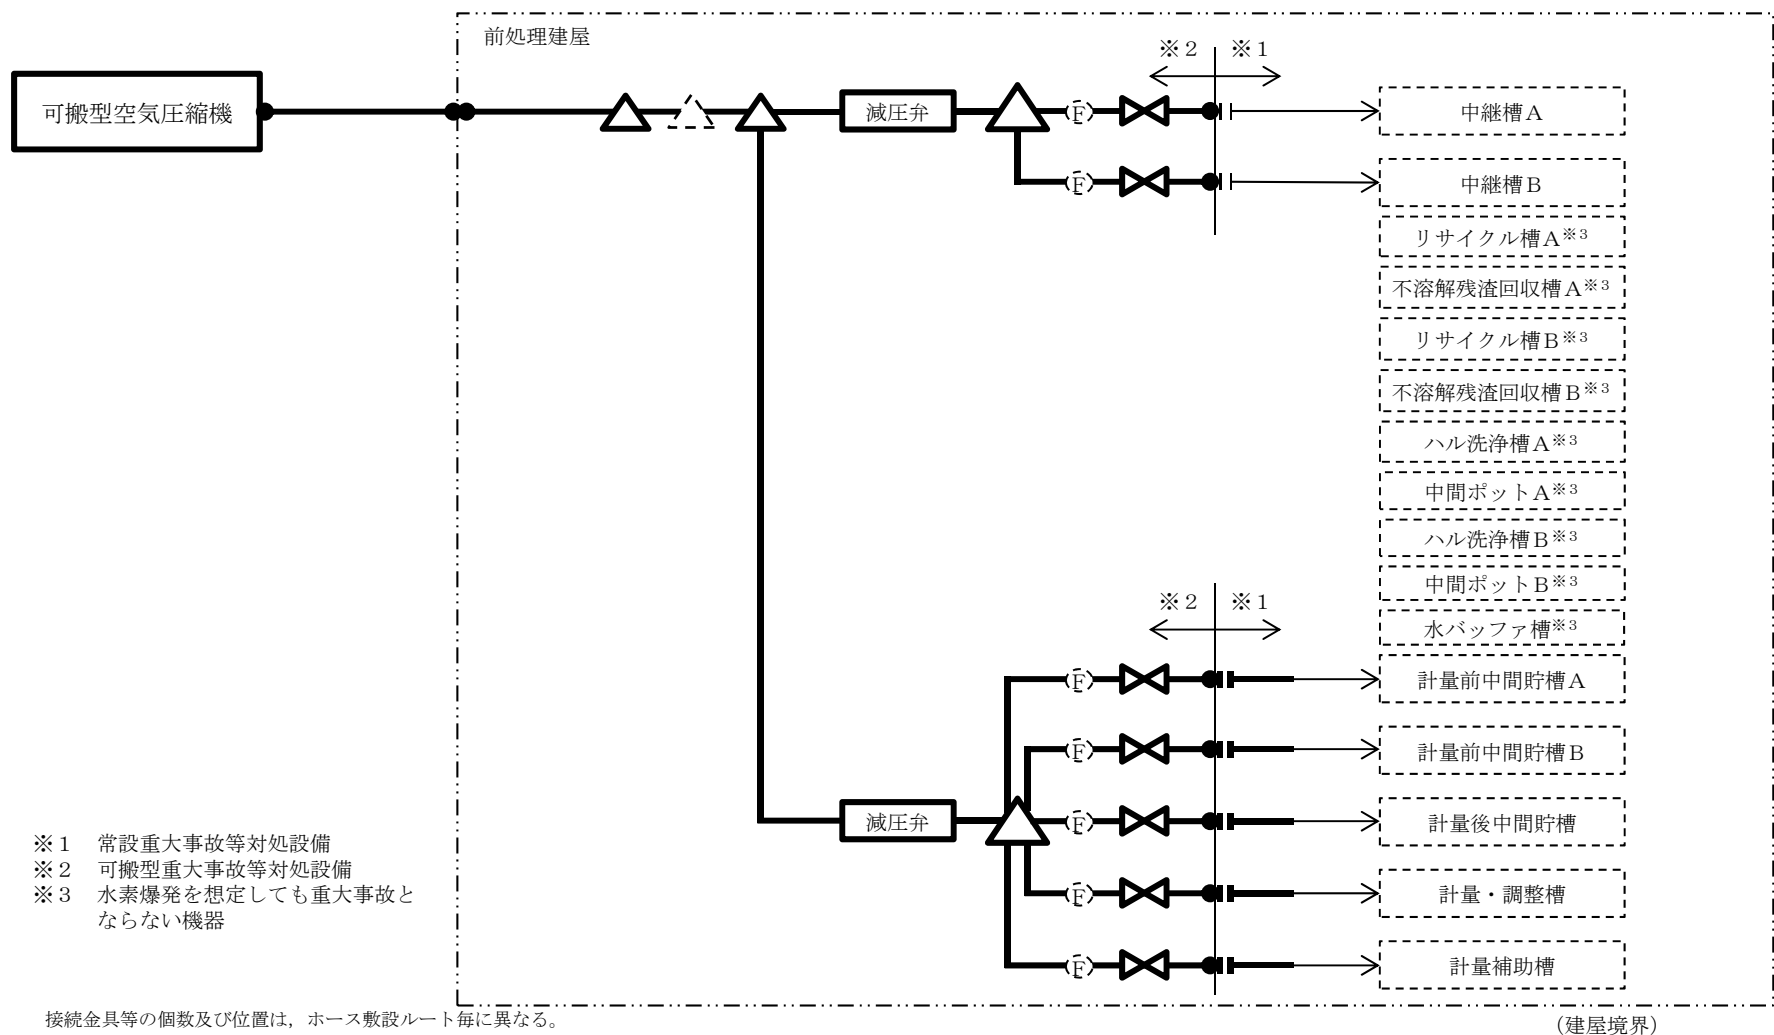 前処理建屋
※2 ※1
可搬型空気圧縮機
減圧弁
F
中継槽A
F
中継槽B
リサイクル槽A※3
不溶解残渣回収槽A※3
リサイクル槽B※3
不溶解残渣回収槽B※3
ハル洗浄槽A※3
中間ポットA※3
ハル洗浄槽B※3
中間ポットB※3
※2 ※1
水バッファ槽※3
F
計量前中間貯槽A
F
計量前中間貯槽B
減圧弁
F
計量後中間貯槽
F
計量・調整槽
F
計量補助槽
※1 常設重大事故等対処設備
※2 可搬型重大事故等対処設備
※3 水素爆発を想定しても重大事故と
ならない機器
接続金具等の個数及び位置は，ホース敷設ルート毎に異なる。
（建屋境界）